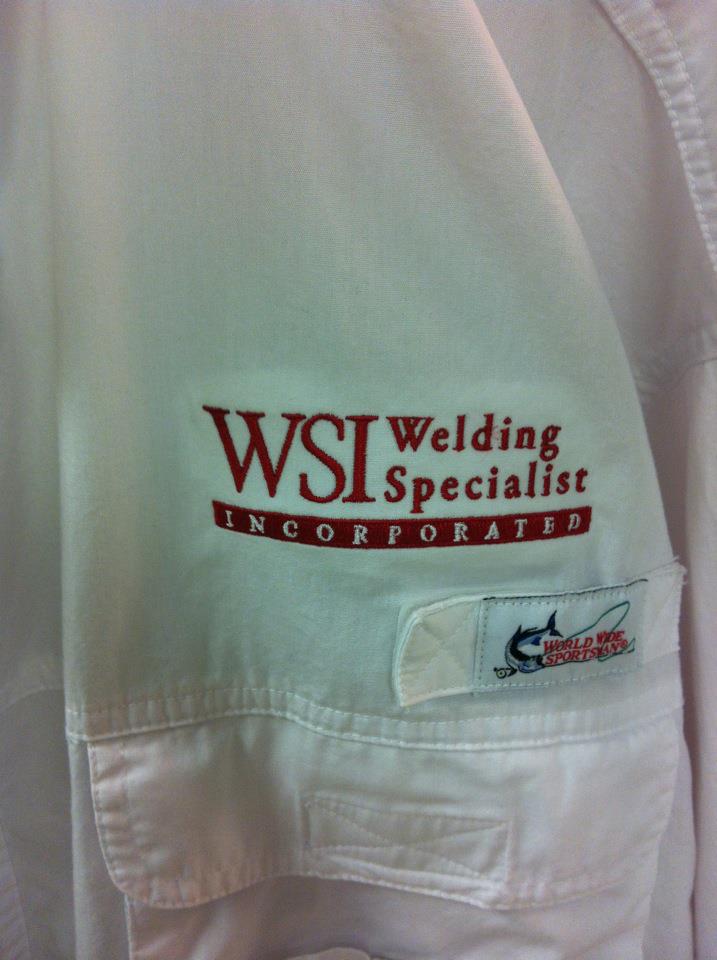 WSI Welding
Specialist
INCORPORATED
WORLD WIDE
SPORTSMAN®